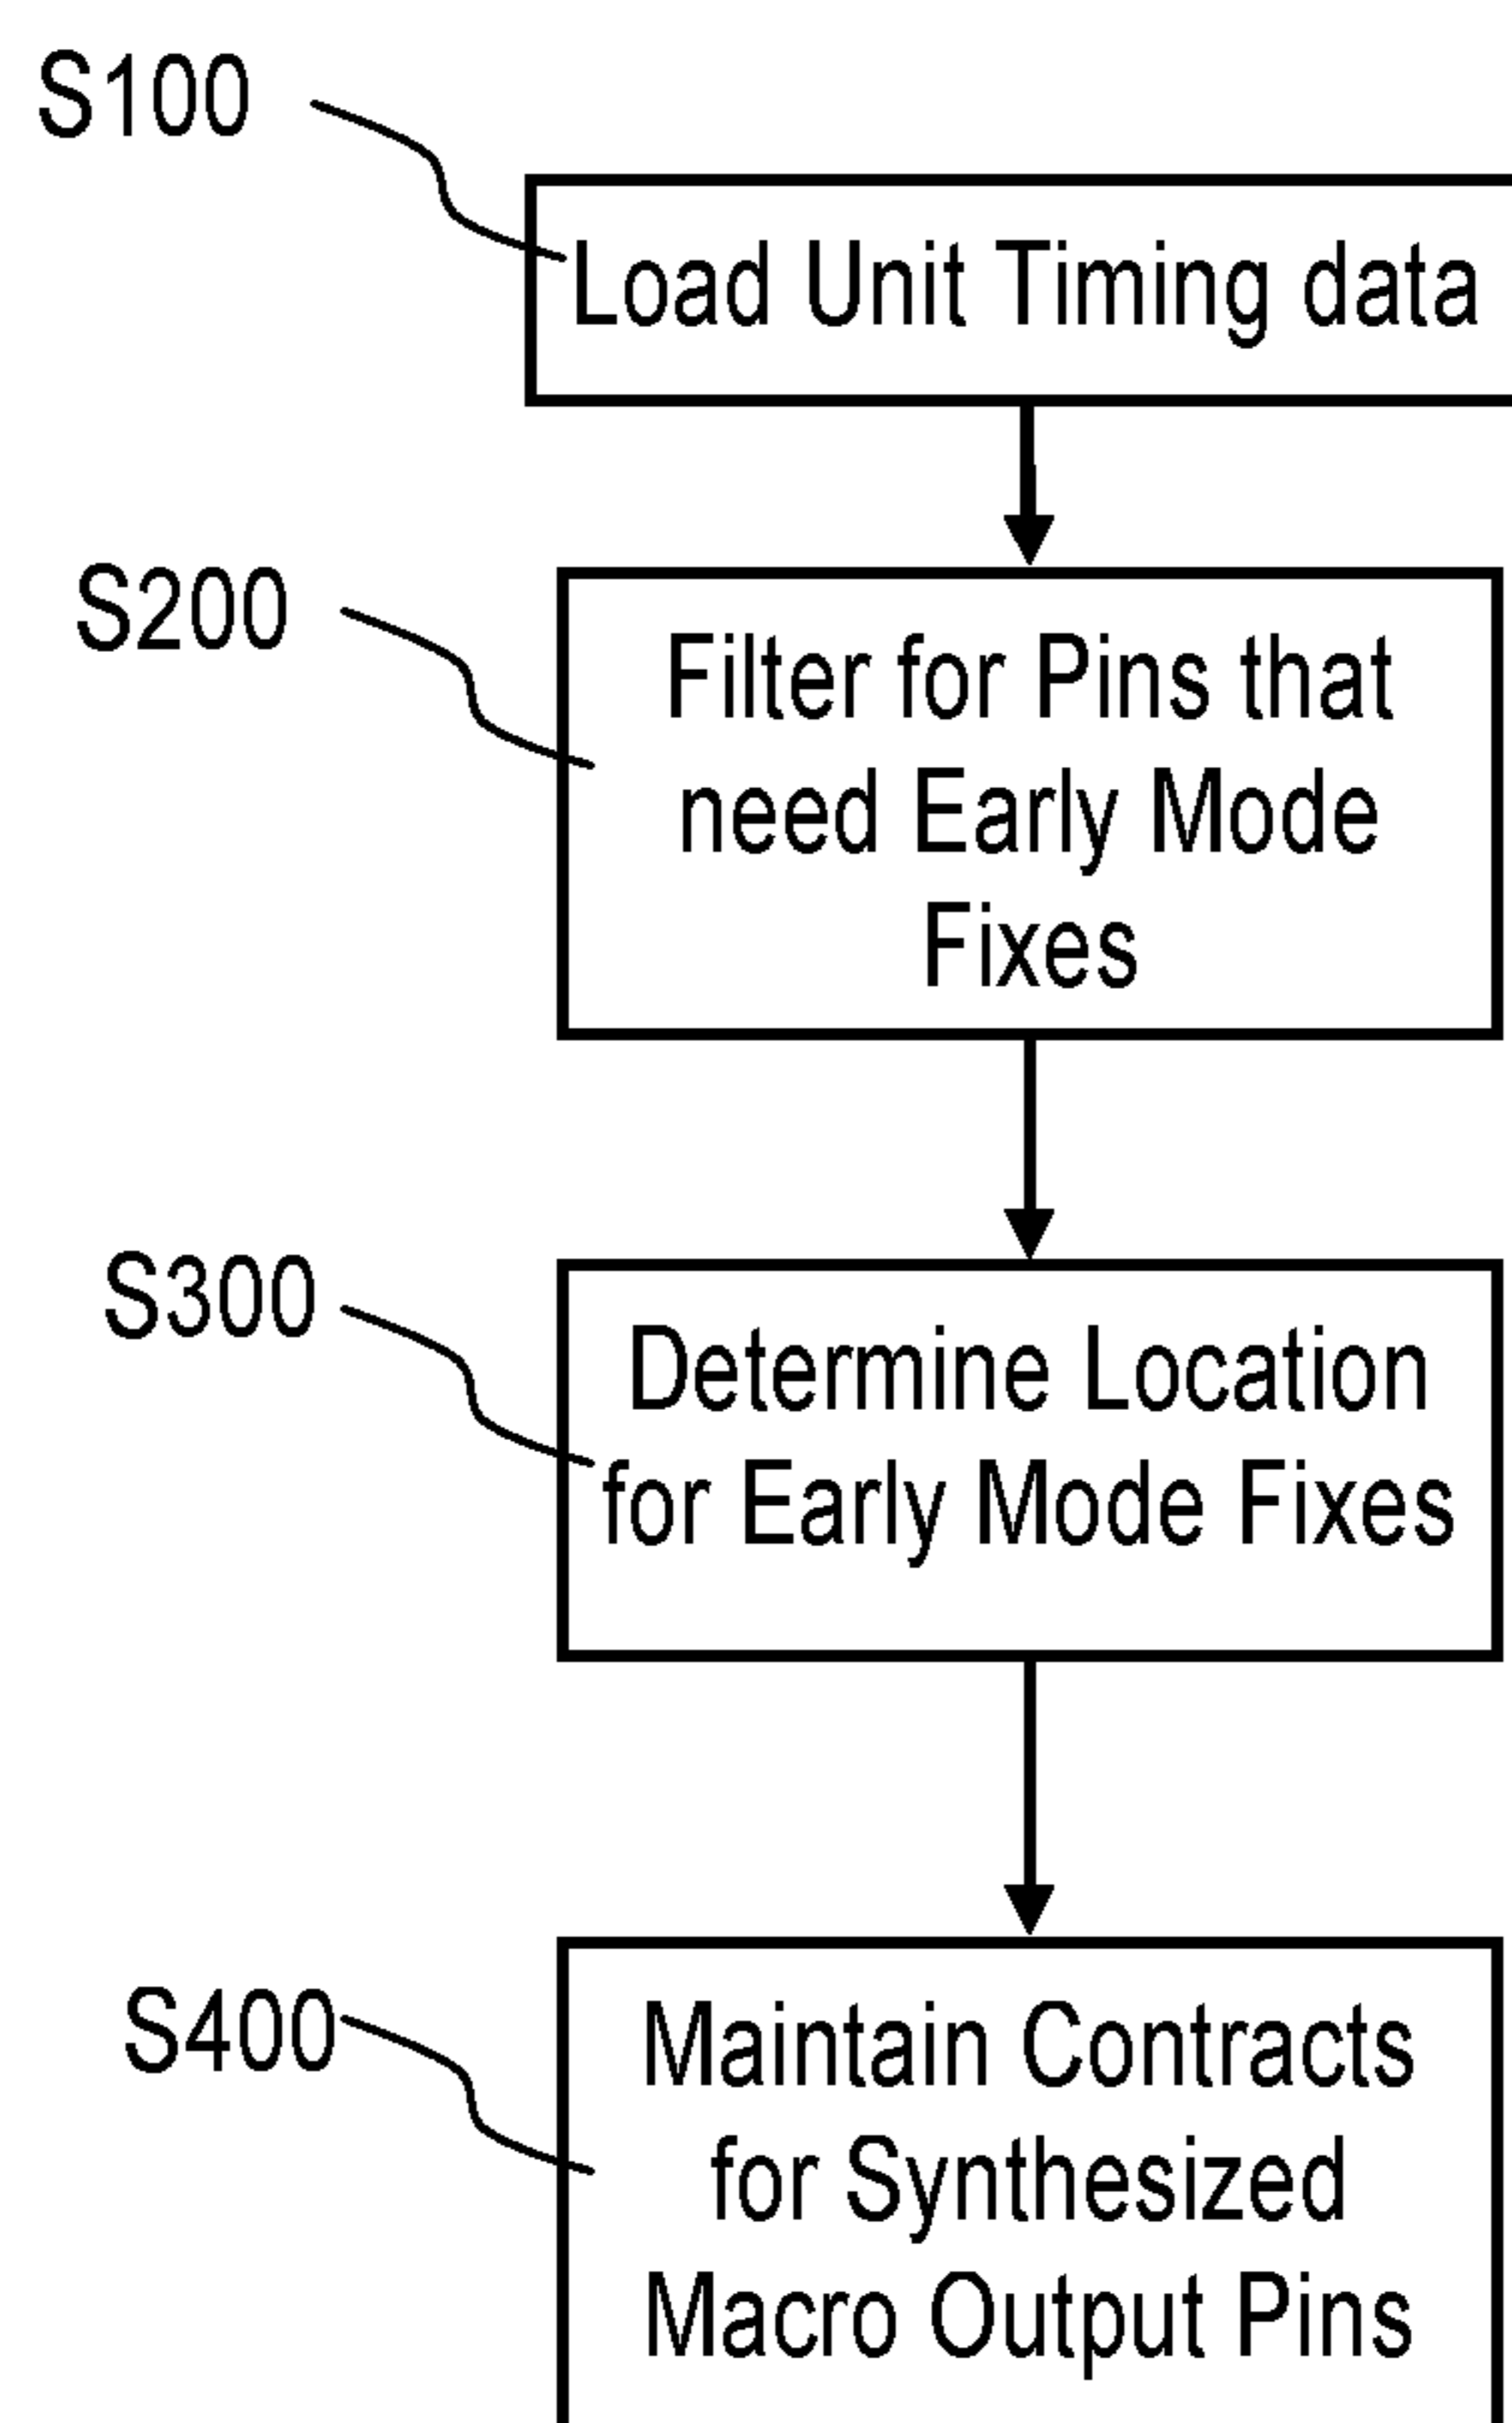 S100
Load Unit Timing data
S200
Filter for Pins that
need Early Mode
Fixes
S300
Determine Location
for Early Mode Fixes
S400
Maintain Contracts
for Synthesized
Macro Output Pins